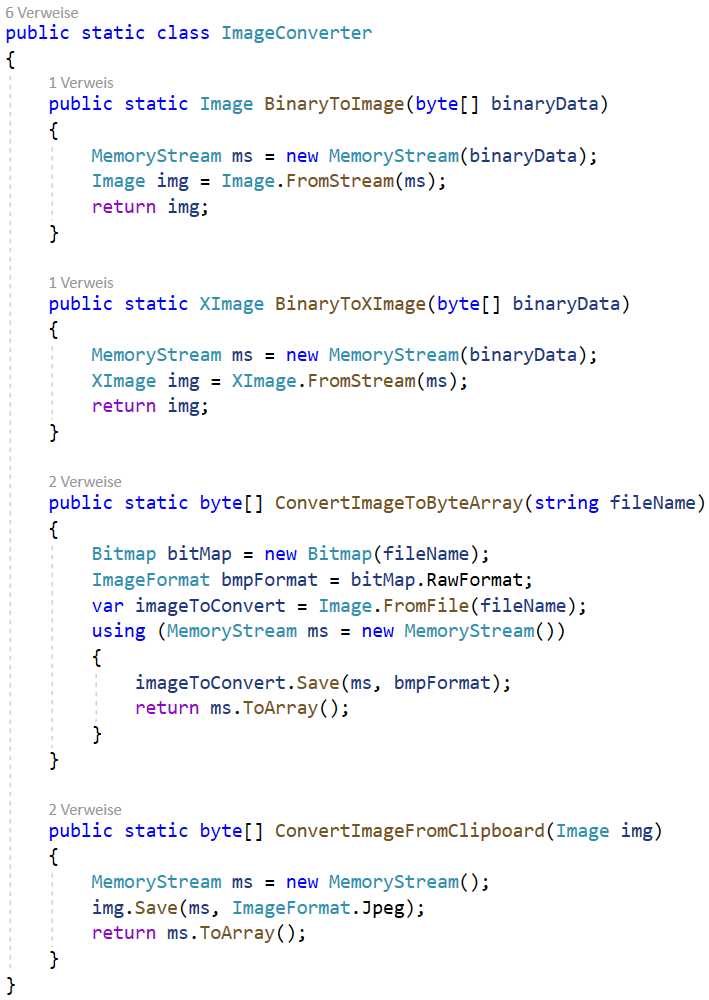 6 Verweise
public static class ImageConverter
{
1 Verweis
public static Image BinaryToImage(byte[] binaryData)
{
MemoryStream ms = new MemoryStream(binaryData);
Image img = Image.FromStream(ms);
return img;
}
1 Verweis
public static XImage BinaryToXImage(byte[] binaryData)
{
MemoryStream ms = new MemoryStream(binaryData);
XImage img = XImage.FromStream(ms);
return img;
}
2 Verweise
public static byte[] ConvertImageToByteArray(string fileName)
{
Bitmap bitMap = new Bitmap(fileName);
ImageFormat bmpFormat = bitMap.RawFormat;
var imageToConvert = Image.FromFile(fileName);
using (MemoryStream ms = new MemoryStream())
{
imageToConvert.Save(ms, bmpFormat);
return ms.ToArray();
}
}
2 Verweise
public static byte[] ConvertImageFromClipboard(Image img)
{
MemoryStream ms = new MemoryStream();
img.Save(ms, ImageFormat.Jpeg);
return ms.ToArray();
}
}